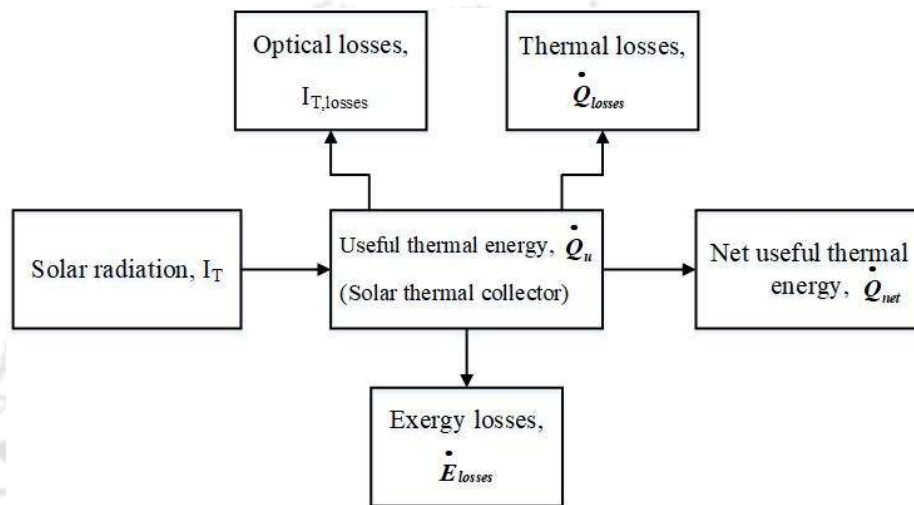 Optical losses,
I_T,losses
Thermal losses,
Q̇_losses
Solar radiation, I_T
Useful thermal energy, Q̇_u
(Solar thermal collector)
Net useful thermal
energy, Q̇_net
Exergy losses,
Ė_losses